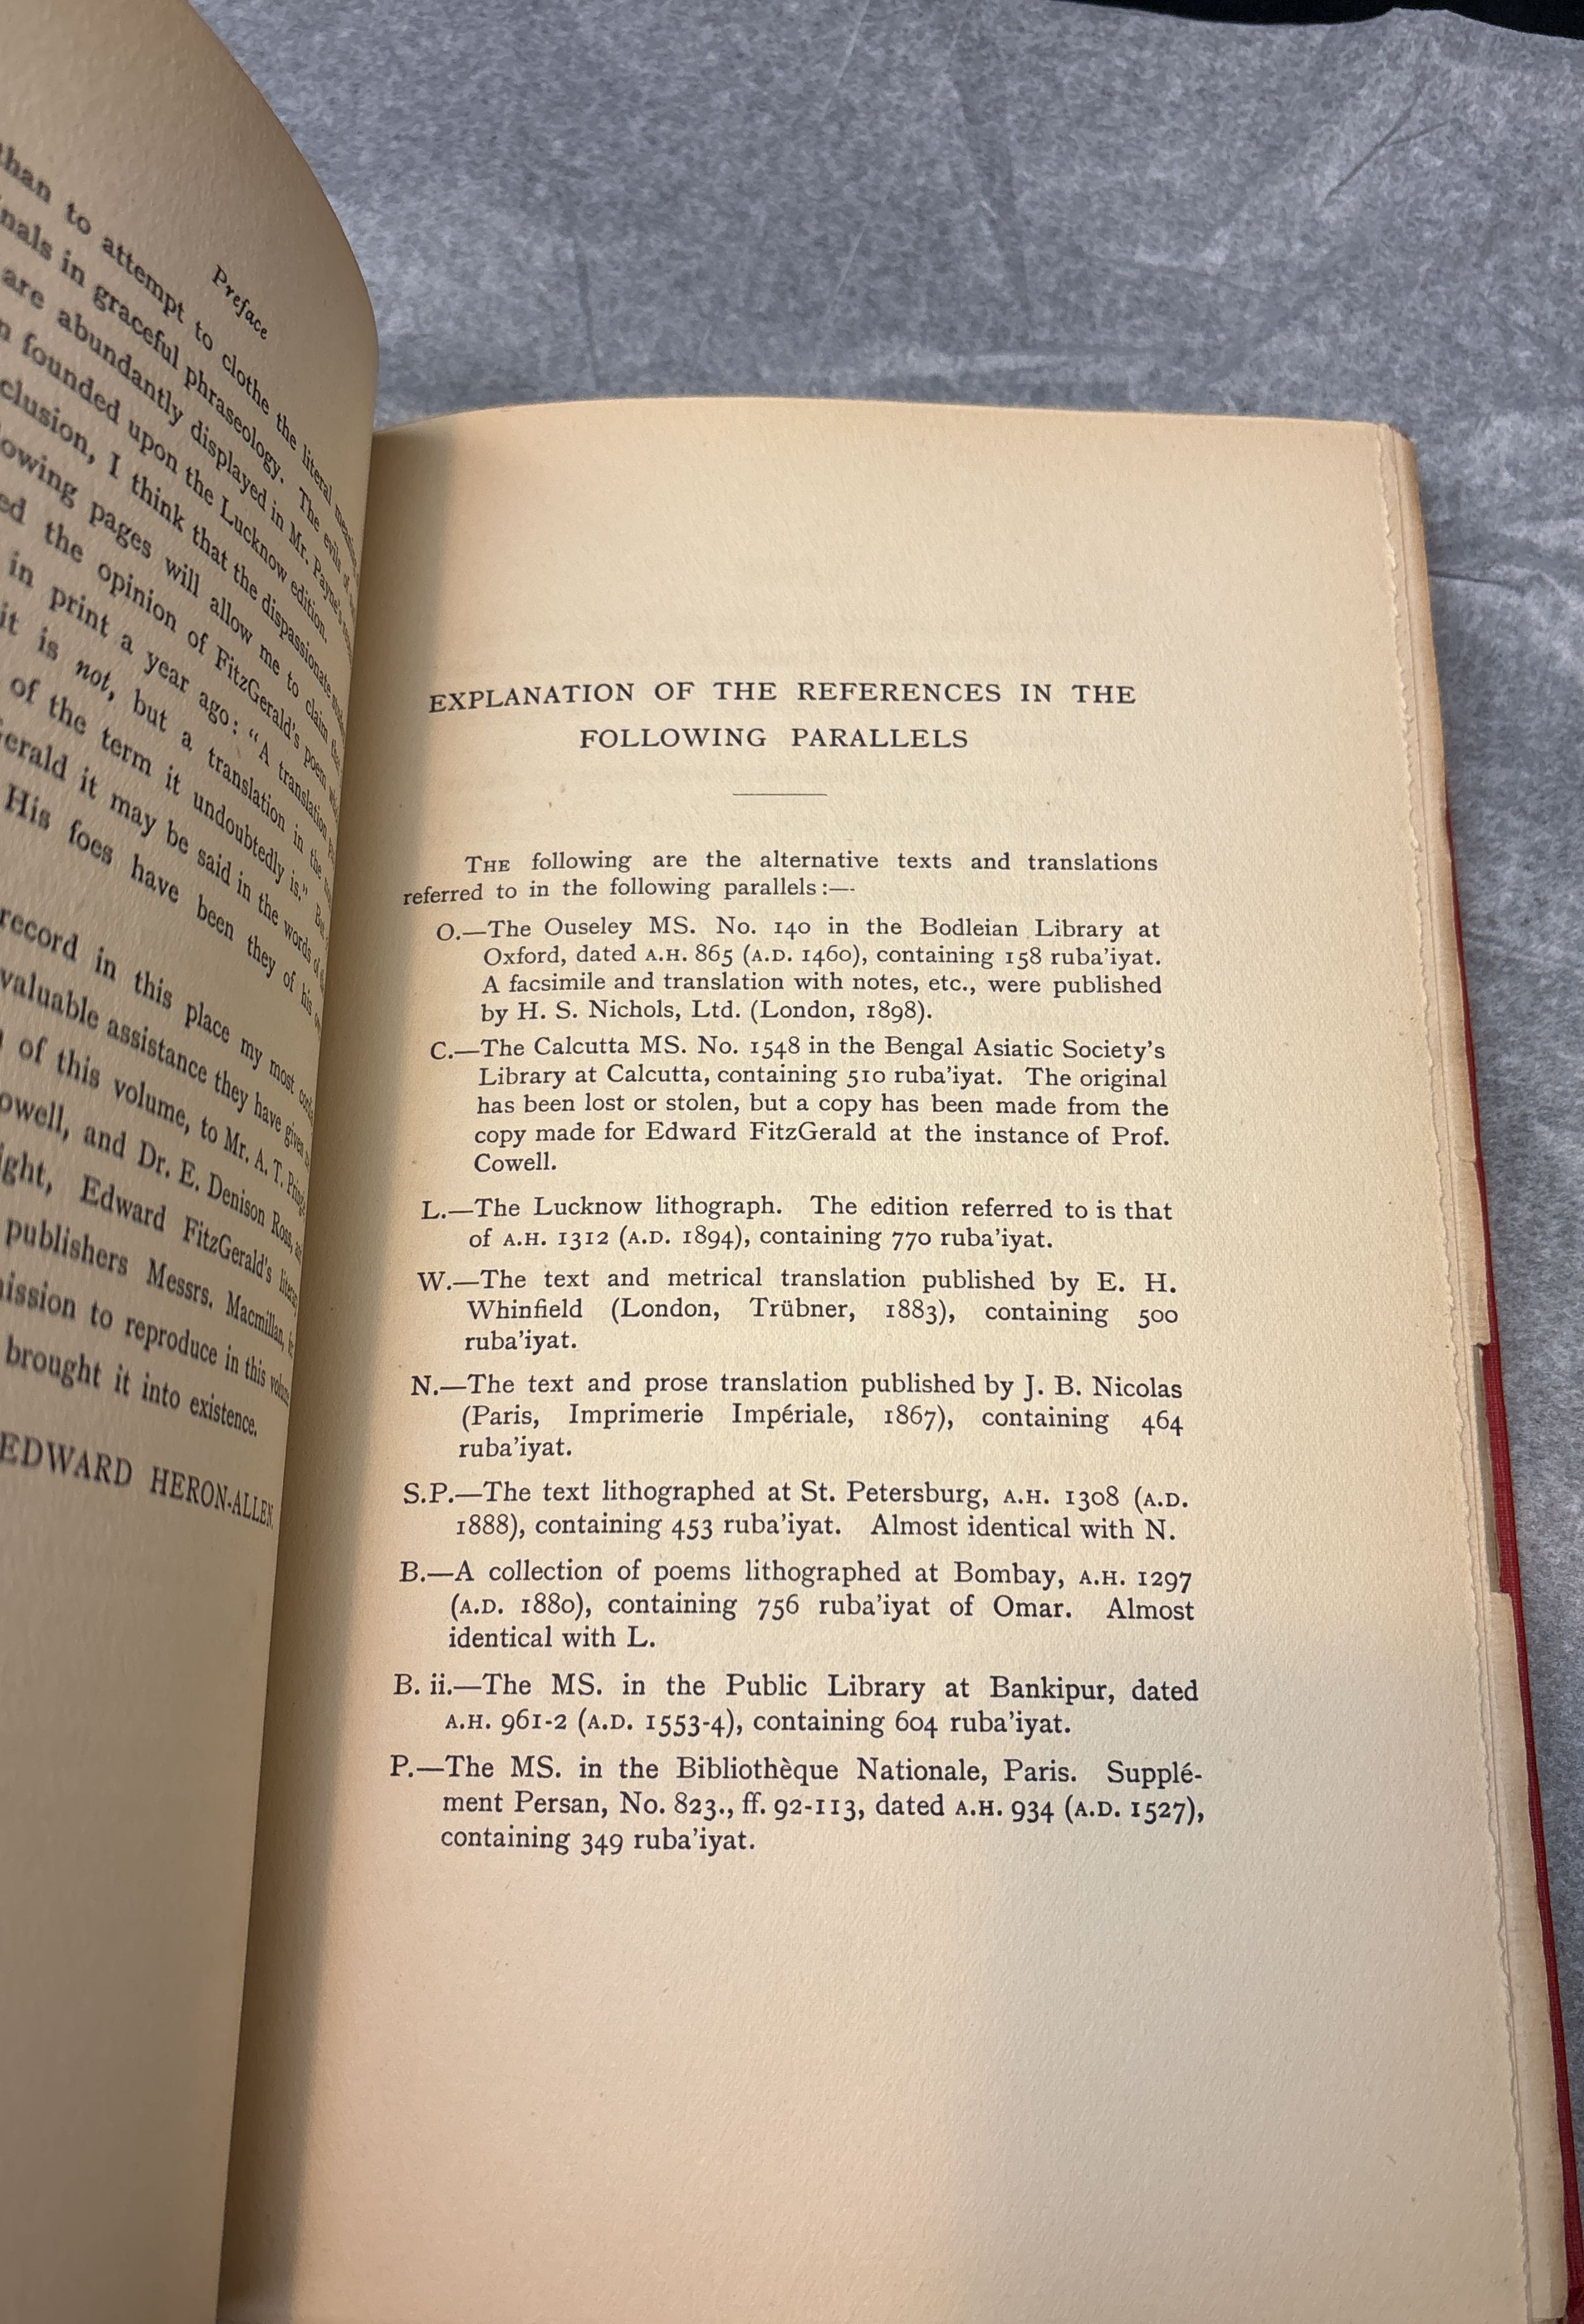 Preface
than to attempt to clothe the literal
nals in graceful phraseology. The evils
are abundantly displayed in Mr. Payne's
founded upon the Lucknow edition.
clusion, I think that the dispassionate
owing pages will allow me to claim
ed the opinion of FitzGerald's poem
in print a year ago: "A translation
it is not, but a translation in the
of the term it undoubtedly is."
Gerald it may be said in the words of
His foes have been they of his
record in this place my most
valuable assistance they have given
of this volume, to Mr. A. T.
owell, and Dr. E. Denison Ross,
ight, Edward FitzGerald's
publishers Messrs. Macmillan,
ission to reproduce in this
brought it into existence.
EDWARD HERON-ALLEN.
EXPLANATION OF THE REFERENCES IN THE
FOLLOWING PARALLELS
THE following are the alternative texts and translations
referred to in the following parallels:—
O.—The Ouseley MS. No. 140 in the Bodleian Library at
Oxford, dated A.H. 865 (A.D. 1460), containing 158 ruba'iyat.
A facsimile and translation with notes, etc., were published
by H. S. Nichols, Ltd. (London, 1898).
C.—The Calcutta MS. No. 1548 in the Bengal Asiatic Society's
Library at Calcutta, containing 510 ruba'iyat. The original
has been lost or stolen, but a copy has been made from the
copy made for Edward FitzGerald at the instance of Prof.
Cowell.
L.—The Lucknow lithograph. The edition referred to is that
of A.H. 1312 (A.D. 1894), containing 770 ruba'iyat.
W.—The text and metrical translation published by E. H.
Whinfield (London, Trübner, 1883), containing 500
ruba'iyat.
N.—The text and prose translation published by J. B. Nicolas
(Paris, Imprimerie Impériale, 1867), containing 464
ruba'iyat.
S.P.—The text lithographed at St. Petersburg, A.H. 1308 (A.D.
1888), containing 453 ruba'iyat. Almost identical with N.
B.—A collection of poems lithographed at Bombay, A.H. 1297
(A.D. 1880), containing 756 ruba'iyat of Omar. Almost
identical with L.
B. ii.—The MS. in the Public Library at Bankipur, dated
A.H. 961-2 (A.D. 1553-4), containing 604 ruba'iyat.
P.—The MS. in the Bibliothèque Nationale, Paris. Supplé-
ment Persan, No. 823., ff. 92-113, dated A.H. 934 (A.D. 1527),
containing 349 ruba'iyat.